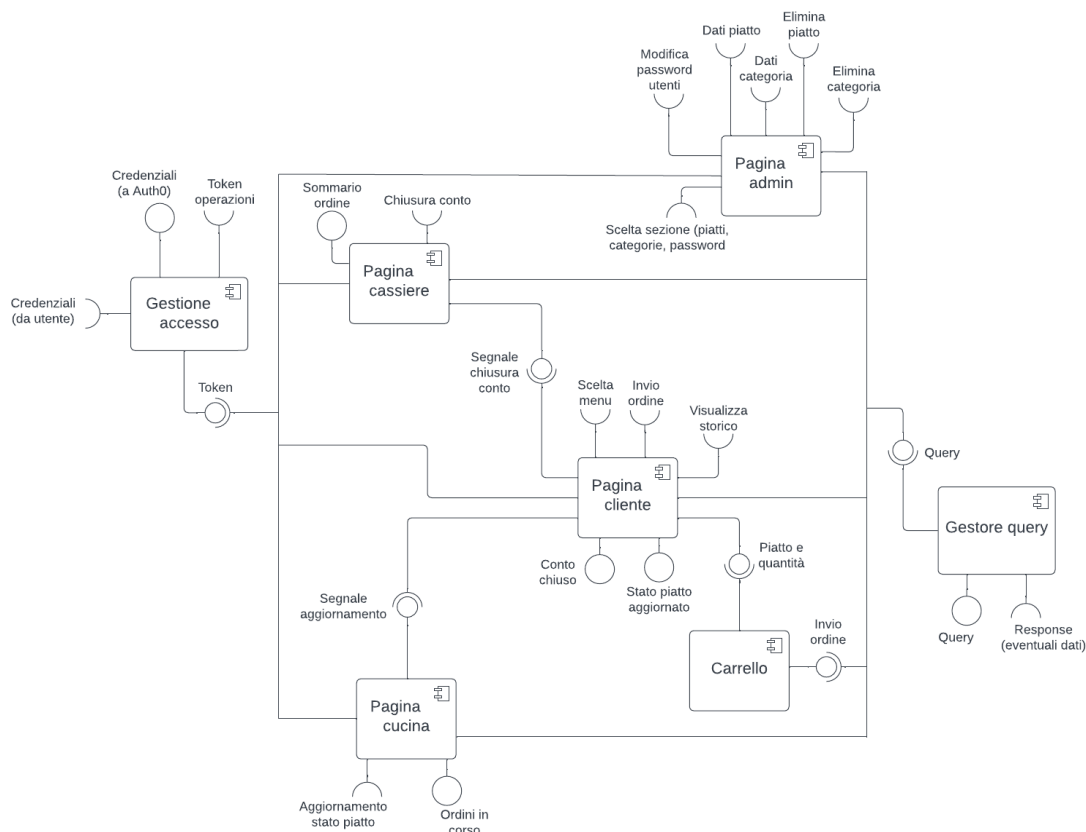 Elimina
piatto
Dati piatto
Modifica
password
utenti
Dati
categoria
Elimina
categoria
Pagina
admin
Scelta sezione (piatti,
categorie, password
Credenziali
(a Auth0)
Token
operazioni
Sommario
ordine
Chiusura conto
Pagina
cassiere
Credenziali
(da utente)
Gestione
accesso
Token
Segnale
chiusura
conto
Scelta
menu
Invio
ordine
Visualizza
storico
Pagina
cliente
Query
Gestore query
Conto
chiuso
Stato piatto
aggiornato
Piatto e
quantità
Segnale
aggiornamento
Invio
ordine
Query
Response
(eventuali dati)
Carrello
Pagina
cucina
Aggiornamento
stato piatto
Ordini in
corso